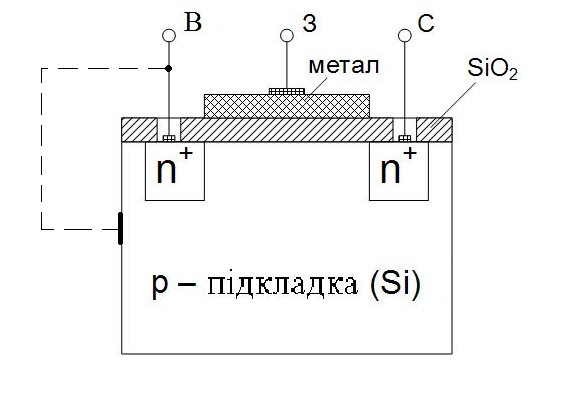 В З С
метал SiO₂
n⁺ n⁺
p – підкладка (Si)